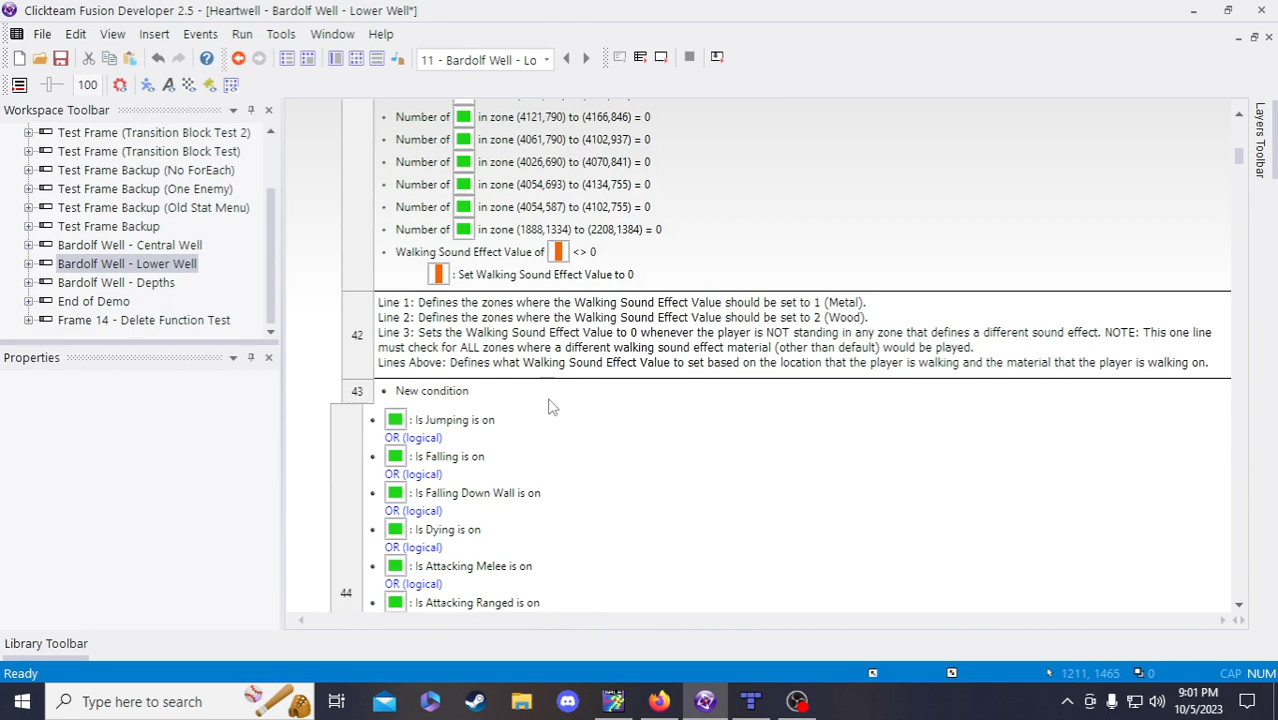 Clickteam Fusion Developer 2.5 - [Heartwell - Bardolf Well - Lower Well*]
File Edit View Insert Events Run Tools Window Help
11 - Bardolf Well - Lo
100
Workspace Toolbar
Test Frame (Transition Block Test 2)
Test Frame (Transition Block Test)
Test Frame Backup (No ForEach)
Test Frame Backup (One Enemy)
Test Frame Backup (Old Stat Menu)
Test Frame Backup
Bardolf Well - Central Well
Bardolf Well - Lower Well
Bardolf Well - Depths
End of Demo
Frame 14 - Delete Function Test
Properties
Library Toolbar
Number of in zone (4121,790) to (4166,846) = 0
Number of in zone (4061,790) to (4102,937) = 0
Number of in zone (4026,690) to (4070,841) = 0
Number of in zone (4054,693) to (4134,755) = 0
Number of in zone (4054,587) to (4102,755) = 0
Number of in zone (1888,1334) to (2208,1384) = 0
Walking Sound Effect Value of <> 0
: Set Walking Sound Effect Value to 0
42
Line 1: Defines the zones where the Walking Sound Effect Value should be set to 1 (Metal).
Line 2: Defines the zones where the Walking Sound Effect Value should be set to 2 (Wood).
Line 3: Sets the Walking Sound Effect Value to 0 whenever the player is NOT standing in any zone that defines a different sound effect. NOTE: This one line
must check for ALL zones where a different walking sound effect material (other than default) would be played.
Lines Above: Defines what Walking Sound Effect Value to set based on the location that the player is walking and the material that the player is walking on.
43 New condition
: Is Jumping is on
OR (logical)
: Is Falling is on
OR (logical)
: Is Falling Down Wall is on
OR (logical)
: Is Dying is on
OR (logical)
: Is Attacking Melee is on
OR (logical)
44
: Is Attacking Ranged is on
Layers Toolbar
Ready
1211, 1465
0
CAP NUM
Type here to search
9:01 PM
10/5/2023